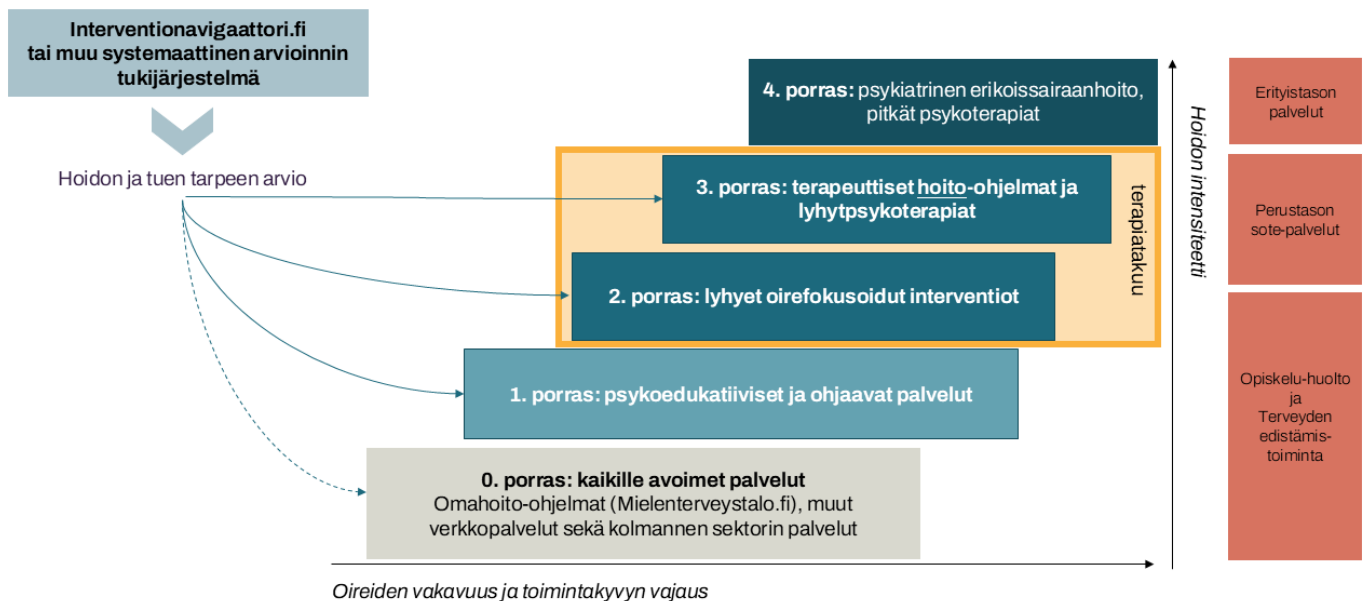 Interventionavigaattori.fi
tai muu systemaattinen arvioinnin
tukijärjestelmä
Hoidon ja tuen tarpeen arvio
4. porras: psykiatrinen erikoissairaanhoito,
pitkät psykoterapiat
3. porras: terapeuttiset hoito-ohjelmat ja
lyhytpsykoterapiat
2. porras: lyhyet oirefokusoidut interventiot
terapiatakuu
1. porras: psykoedukatiiviset ja ohjaavat palvelut
0. porras: kaikille avoimet palvelut
Omahoito-ohjelmat (Mielenterveystalo.fi), muut
verkkopalvelut sekä kolmannen sektorin palvelut
Oireiden vakavuus ja toimintakyvyn vajaus
Hoidon intensiteetti
Erityistason
palvelut
Perustason
sote-palvelut
Opiskelu-huolto
ja
Terveyden
edistämis-
toiminta